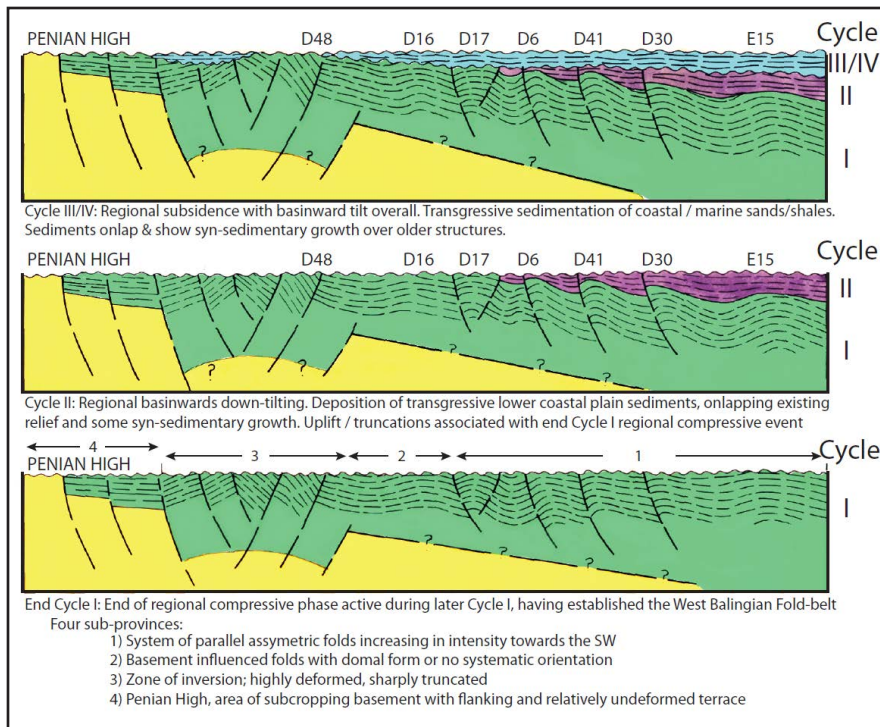 PENIAN HIGH D48 D16 D17 D6 D41 D30 E15 Cycle
III/IV
II
I
? ? ? ?
Cycle III/IV: Regional subsidence with basinward tilt overall. Transgressive sedimentation of coastal / marine sands/shales.
Sediments onlap & show syn-sedimentary growth over older structures.
PENIAN HIGH D48 D16 D17 D6 D41 D30 E15 Cycle
II
I
? ? ? ? ?
Cycle II: Regional basinwards down-tilting. Deposition of transgressive lower coastal plain sediments, onlapping existing
relief and some syn-sedimentary growth. Uplift / truncations associated with end Cycle I regional compressive event
4 3 2 1
PENIAN HIGH Cycle
I
? ? ?
End Cycle I: End of regional compressive phase active during later Cycle I, having established the West Balingian Fold-belt
Four sub-provinces:
1) System of parallel assymetric folds increasing in intensity towards the SW
2) Basement influenced folds with domal form or no systematic orientation
3) Zone of inversion; highly deformed, sharply truncated
4) Penian High, area of subcropping basement with flanking and relatively undeformed terrace